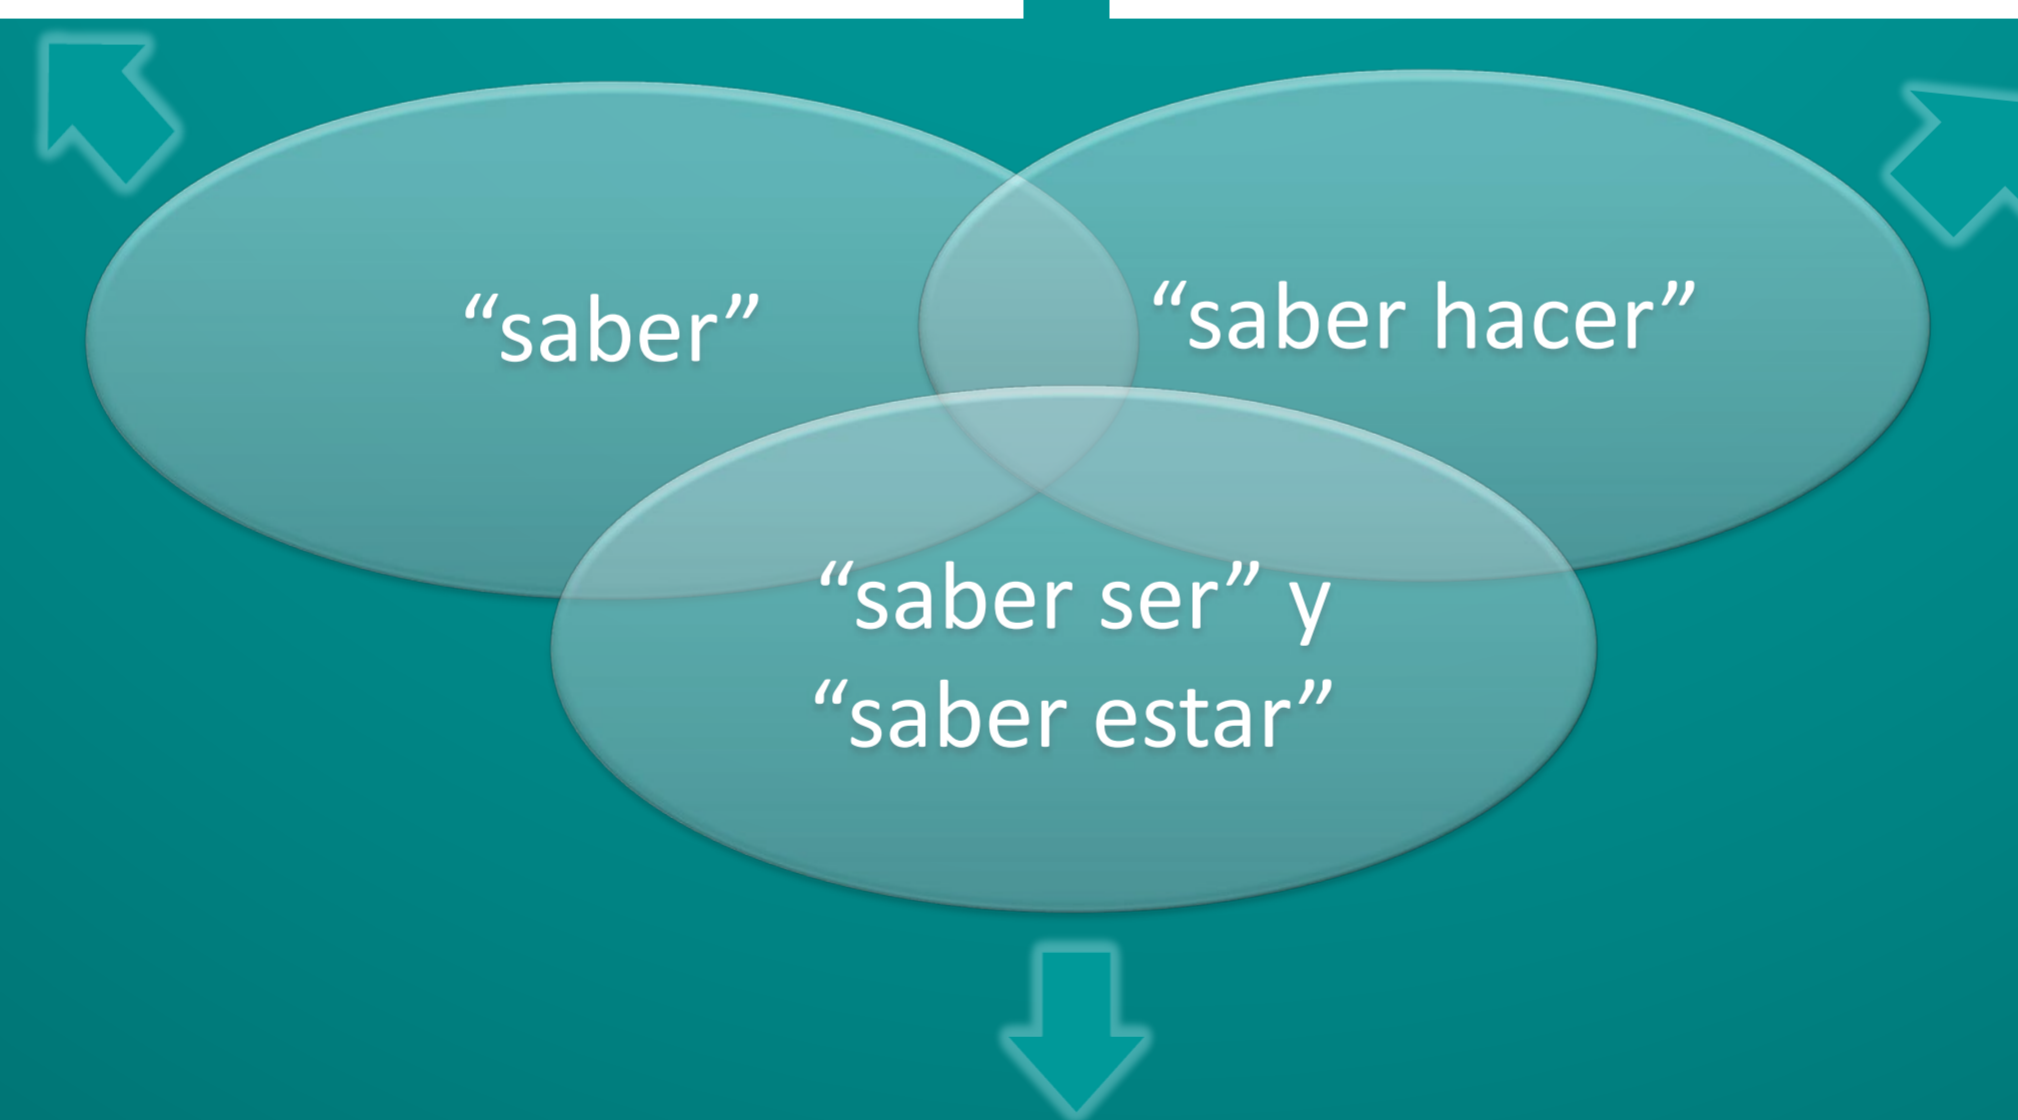 “saber”
“saber hacer”
“saber ser” y
“saber estar”